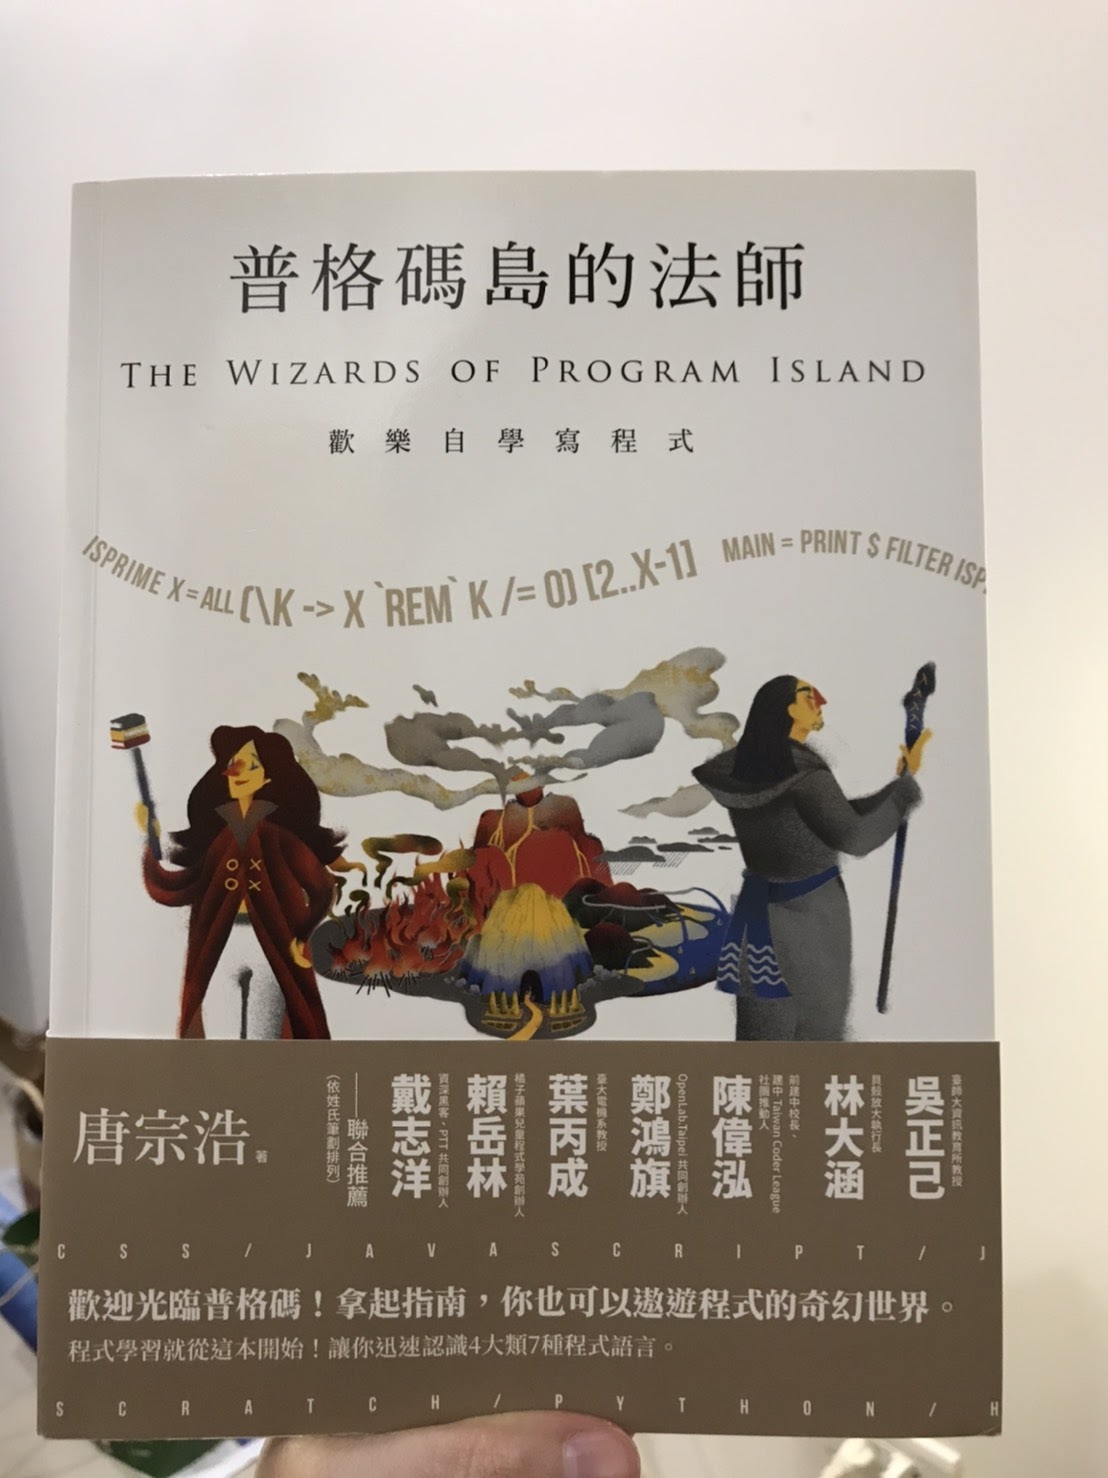 普格碼島的法師
THE WIZARDS OF PROGRAM ISLAND
歡樂自學寫程式
ISPRIME X = ALL (\K -> X `REM` K /= 0) [2..X-1] MAIN = PRINT $ FILTER ISP
臺師大資訊教育所教授
吳正己
貝殼放大執行長
林大涵
前建中校長、
建中 Taiwan Coder League
社團推動人
陳偉泓
OpenLab.Taipei 共同創辦人
鄭鴻旗
臺大電機系教授
葉丙成
橘子蘋果兒童程式學苑創辦人
賴岳林
資深黑客、PTT 共同創辦人
戴志洋
——聯合推薦
（依姓氏筆劃排列）
唐宗浩 著
CSS/JAVASCRIPT/J
歡迎光臨普格碼！拿起指南，你也可以遨遊程式的奇幻世界。
程式學習就從這本開始！讓你迅速認識4大類7種程式語言。
SCRATCH/PYTHON/H